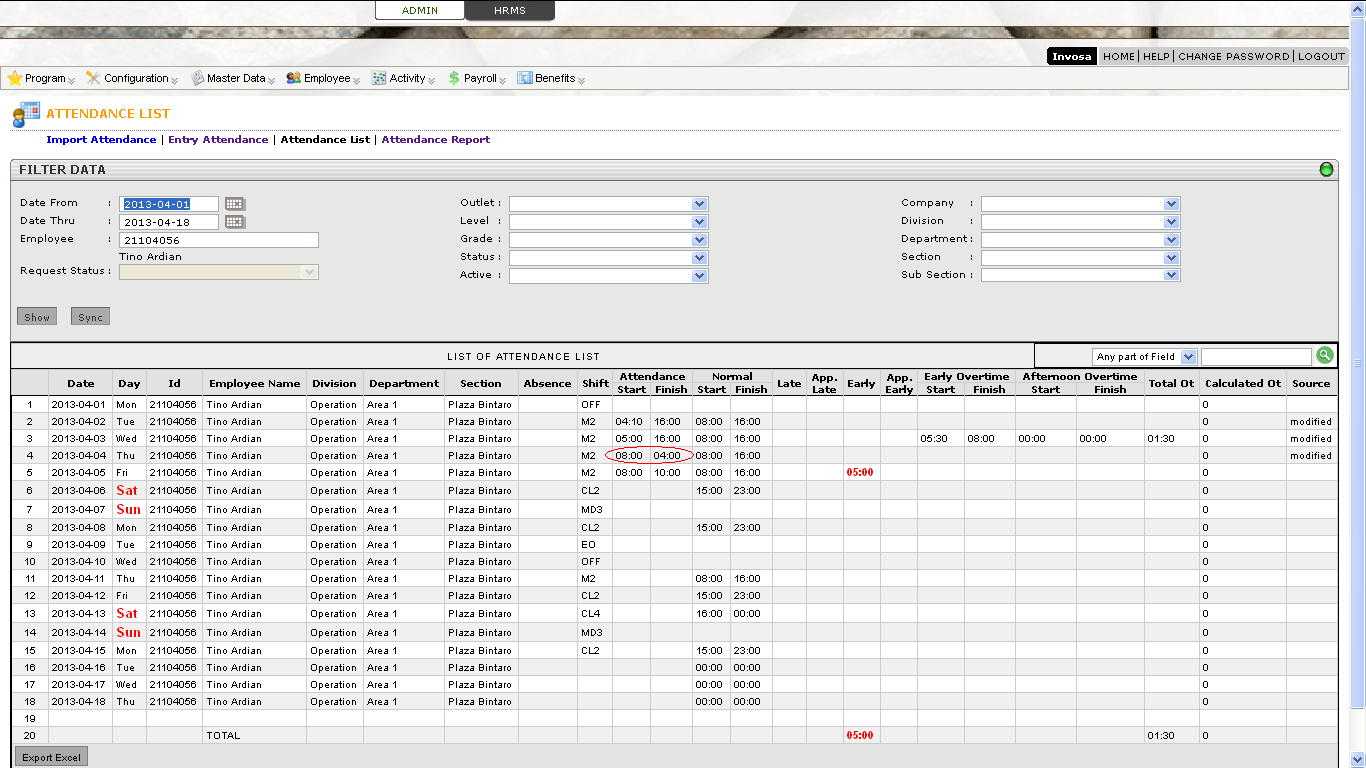 ADMIN HRMS
Invosa HOME | HELP | CHANGE PASSWORD | LOGOUT
Program Configuration Master Data Employee Activity Payroll Benefits
ATTENDANCE LIST
Import Attendance | Entry Attendance | Attendance List | Attendance Report
FILTER DATA
Date From : 2013-04-01 Outlet : Company :
Date Thru : 2013-04-18 Level : Division :
Employee : 21104056 Grade : Department :
Tino Ardian Status : Section :
Request Status : Active : Sub Section :
Show Sync
LIST OF ATTENDANCE LIST Any part of Field
Date Day Id Employee Name Division Department Section Absence Shift Attendance Start Finish Normal Start Finish Late App. Late Early App. Early Early Overtime Start Finish Afternoon Overtime Start Finish Total Ot Calculated Ot Source
1 2013-04-01 Mon 21104056 Tino Ardian Operation Area 1 Plaza Bintaro OFF 0
2 2013-04-02 Tue 21104056 Tino Ardian Operation Area 1 Plaza Bintaro M2 04:10 16:00 08:00 16:00 0 modified
3 2013-04-03 Wed 21104056 Tino Ardian Operation Area 1 Plaza Bintaro M2 05:00 16:00 08:00 16:00 05:30 08:00 00:00 00:00 01:30 0 modified
4 2013-04-04 Thu 21104056 Tino Ardian Operation Area 1 Plaza Bintaro M2 08:00 04:00 08:00 16:00 0 modified
5 2013-04-05 Fri 21104056 Tino Ardian Operation Area 1 Plaza Bintaro M2 08:00 10:00 08:00 16:00 05:00 0
6 2013-04-06 Sat 21104056 Tino Ardian Operation Area 1 Plaza Bintaro CL2 15:00 23:00 0
7 2013-04-07 Sun 21104056 Tino Ardian Operation Area 1 Plaza Bintaro MD3 0
8 2013-04-08 Mon 21104056 Tino Ardian Operation Area 1 Plaza Bintaro CL2 15:00 23:00 0
9 2013-04-09 Tue 21104056 Tino Ardian Operation Area 1 Plaza Bintaro EO 0
10 2013-04-10 Wed 21104056 Tino Ardian Operation Area 1 Plaza Bintaro OFF 0
11 2013-04-11 Thu 21104056 Tino Ardian Operation Area 1 Plaza Bintaro M2 08:00 16:00 0
12 2013-04-12 Fri 21104056 Tino Ardian Operation Area 1 Plaza Bintaro CL2 15:00 23:00 0
13 2013-04-13 Sat 21104056 Tino Ardian Operation Area 1 Plaza Bintaro CL4 16:00 00:00 0
14 2013-04-14 Sun 21104056 Tino Ardian Operation Area 1 Plaza Bintaro MD3 0
15 2013-04-15 Mon 21104056 Tino Ardian Operation Area 1 Plaza Bintaro CL2 15:00 23:00 0
16 2013-04-16 Tue 21104056 Tino Ardian Operation Area 1 Plaza Bintaro 00:00 00:00 0
17 2013-04-17 Wed 21104056 Tino Ardian Operation Area 1 Plaza Bintaro 00:00 00:00 0
18 2013-04-18 Thu 21104056 Tino Ardian Operation Area 1 Plaza Bintaro 00:00 00:00 0
19
20 TOTAL 05:00 01:30 0
Export Excel